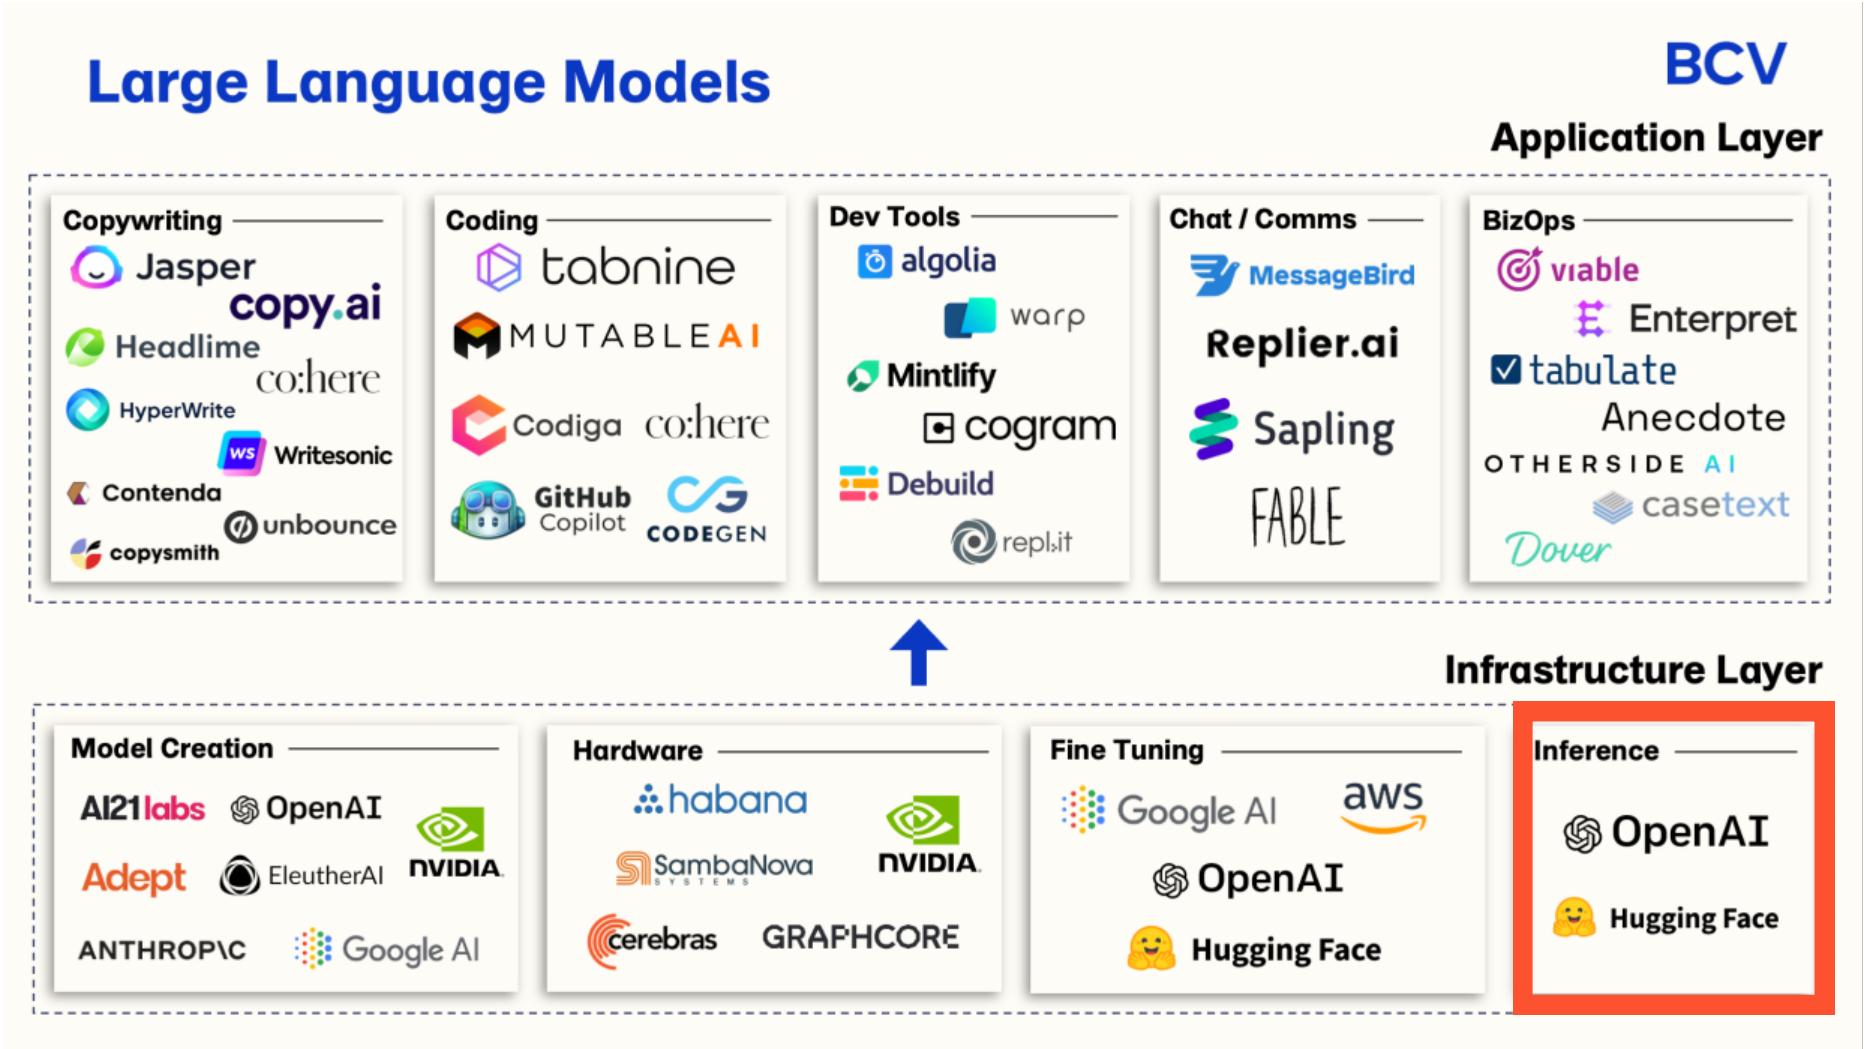 Large Language Models
BCV
Application Layer
Copywriting
Jasper
copy.ai
Headlime
co:here
HyperWrite
WS Writesonic
Contenda
unbounce
copysmith
Coding
tabnine
MUTABLEAI
Codiga co:here
GitHub
Copilot
CODEGEN
Dev Tools
algolia
warp
Mintlify
cogram
Debuild
repl.it
Chat / Comms
MessageBird
Replier.ai
Sapling
FABLE
BizOps
viable
Enterpret
tabulate
Anecdote
OTHERSIDE AI
casetext
Dover
Infrastructure Layer
Model Creation
AI21labs OpenAI
NVIDIA.
Adept EleutherAI
ANTHROP\C Google AI
Hardware
habana
NVIDIA.
SambaNova
SYSTEMS
cerebras GRAPHCORE
Fine Tuning
Google AI aws
OpenAI
Hugging Face
Inference
OpenAI
Hugging Face